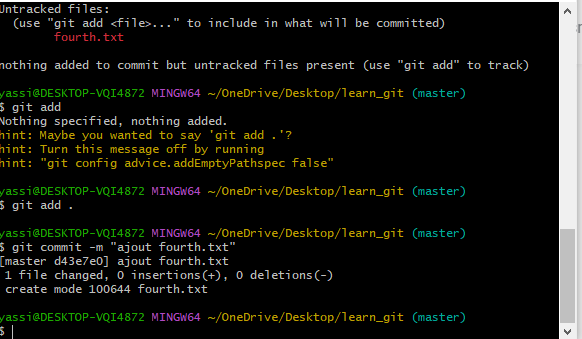 Untracked files:
(use "git add <file>..." to include in what will be committed)
fourth.txt
nothing added to commit but untracked files present (use "git add" to track)
yassi@DESKTOP-VQI4872 MINGW64 ~/OneDrive/Desktop/learn_git (master)
$ git add
Nothing specified, nothing added.
hint: Maybe you wanted to say 'git add .'?
hint: Turn this message off by running
hint: "git config advice.addEmptyPathspec false"
yassi@DESKTOP-VQI4872 MINGW64 ~/OneDrive/Desktop/learn_git (master)
$ git add .
yassi@DESKTOP-VQI4872 MINGW64 ~/OneDrive/Desktop/learn_git (master)
$ git commit -m "ajout fourth.txt"
[master d43e7e0] ajout fourth.txt
1 file changed, 0 insertions(+), 0 deletions(-)
create mode 100644 fourth.txt
yassi@DESKTOP-VQI4872 MINGW64 ~/OneDrive/Desktop/learn_git (master)
$